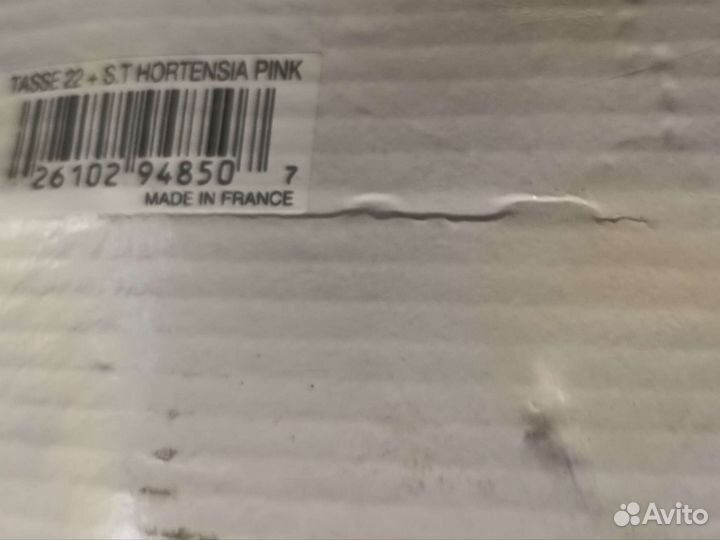 TASSE 22 + S.T HORTENSIA PINK
26102 94850 7
MADE IN FRANCE
Avito